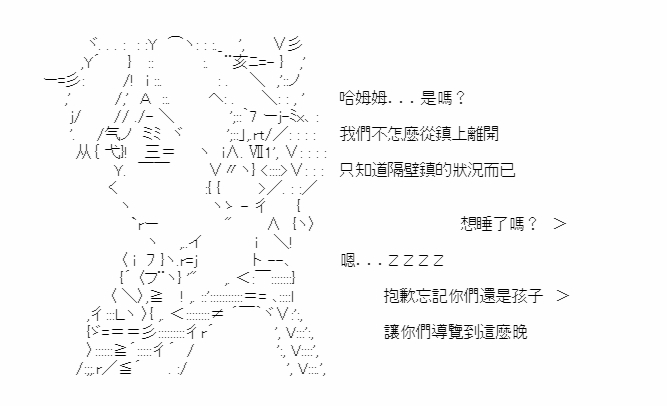 哈姆姆...是嗎？
我們不怎麼從鎮上離開
只知道隔壁鎮的狀況而已
想睡了嗎？ ＞
嗯...ＺＺＺＺ
抱歉忘記你們還是孩子 ＞
讓你們導覽到這麼晚